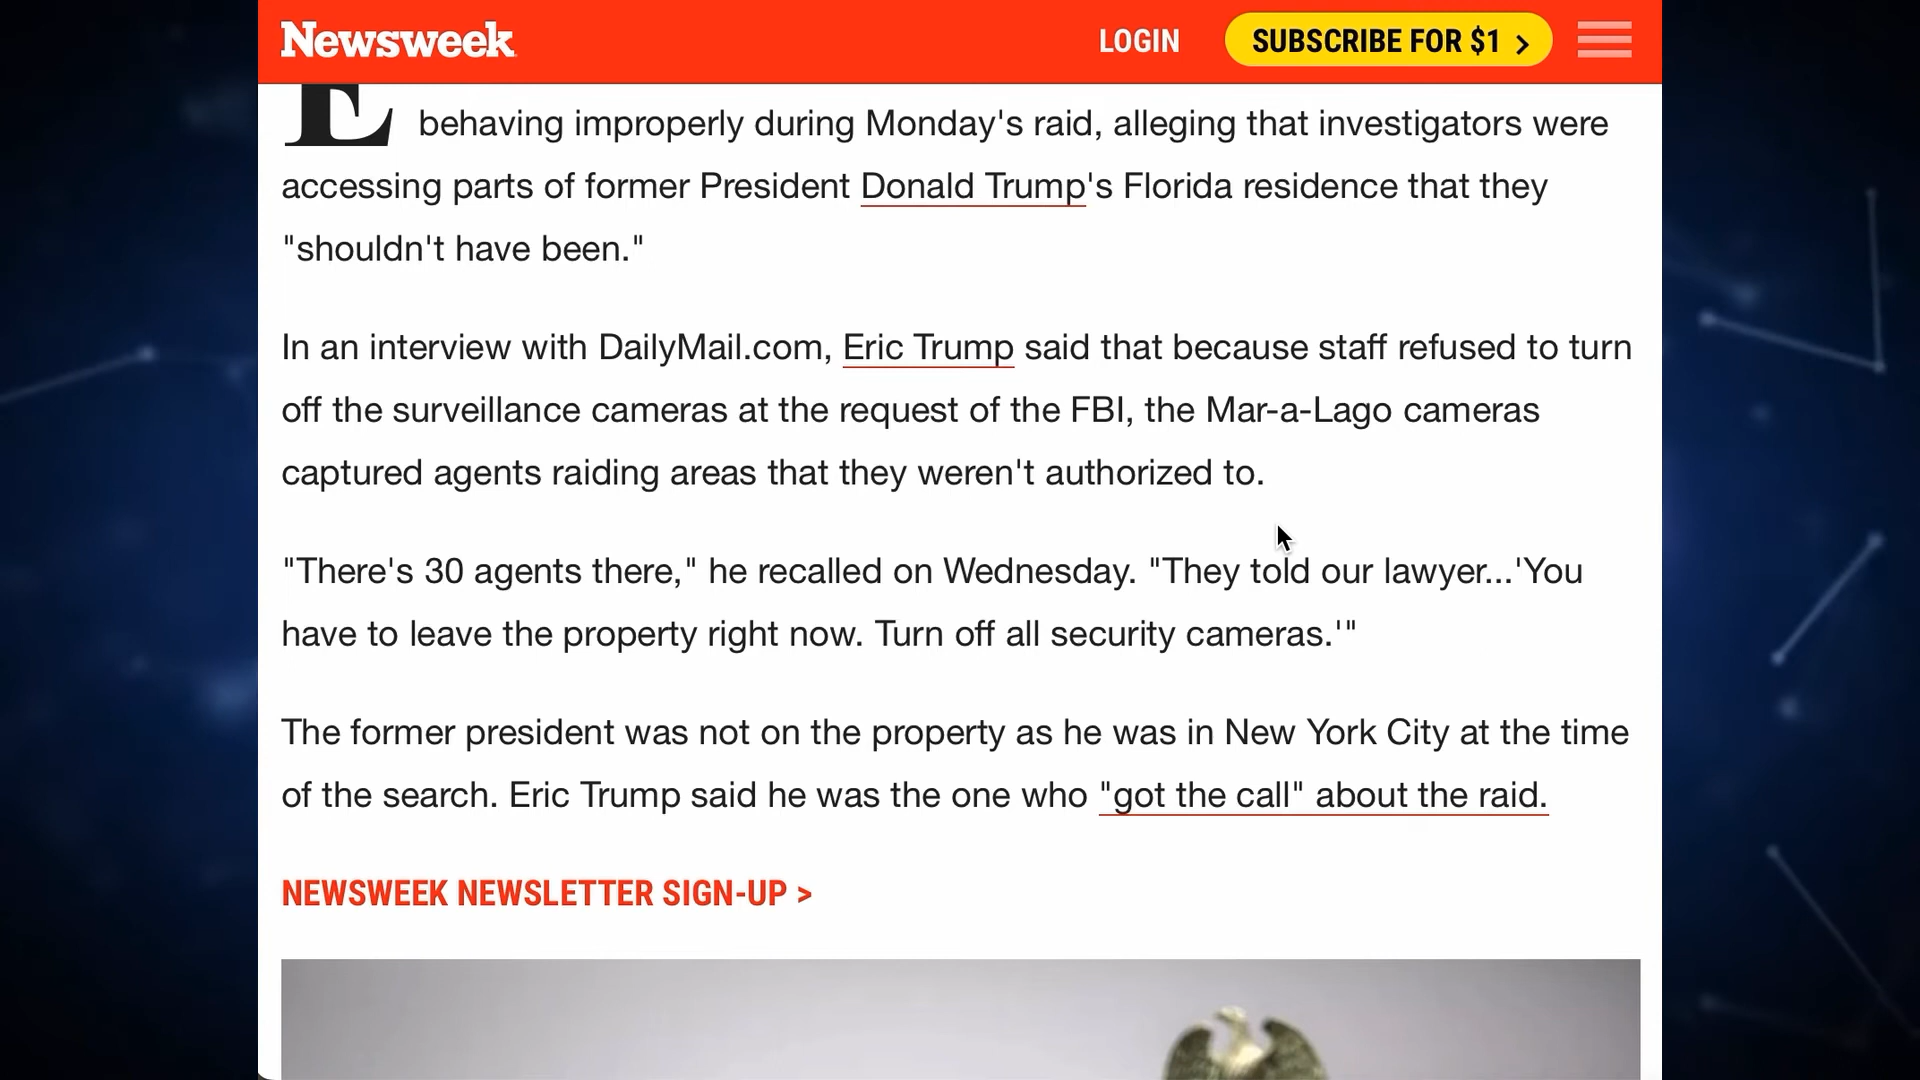 Newsweek
LOGIN
SUBSCRIBE FOR $1 >
E
behaving improperly during Monday's raid, alleging that investigators were
accessing parts of former President Donald Trump's Florida residence that they
"shouldn't have been."
In an interview with DailyMail.com, Eric Trump said that because staff refused to turn
off the surveillance cameras at the request of the FBI, the Mar-a-Lago cameras
captured agents raiding areas that they weren't authorized to.
"There's 30 agents there," he recalled on Wednesday. "They told our lawyer...'You
have to leave the property right now. Turn off all security cameras.'"
The former president was not on the property as he was in New York City at the time
of the search. Eric Trump said he was the one who "got the call" about the raid.
NEWSWEEK NEWSLETTER SIGN-UP >